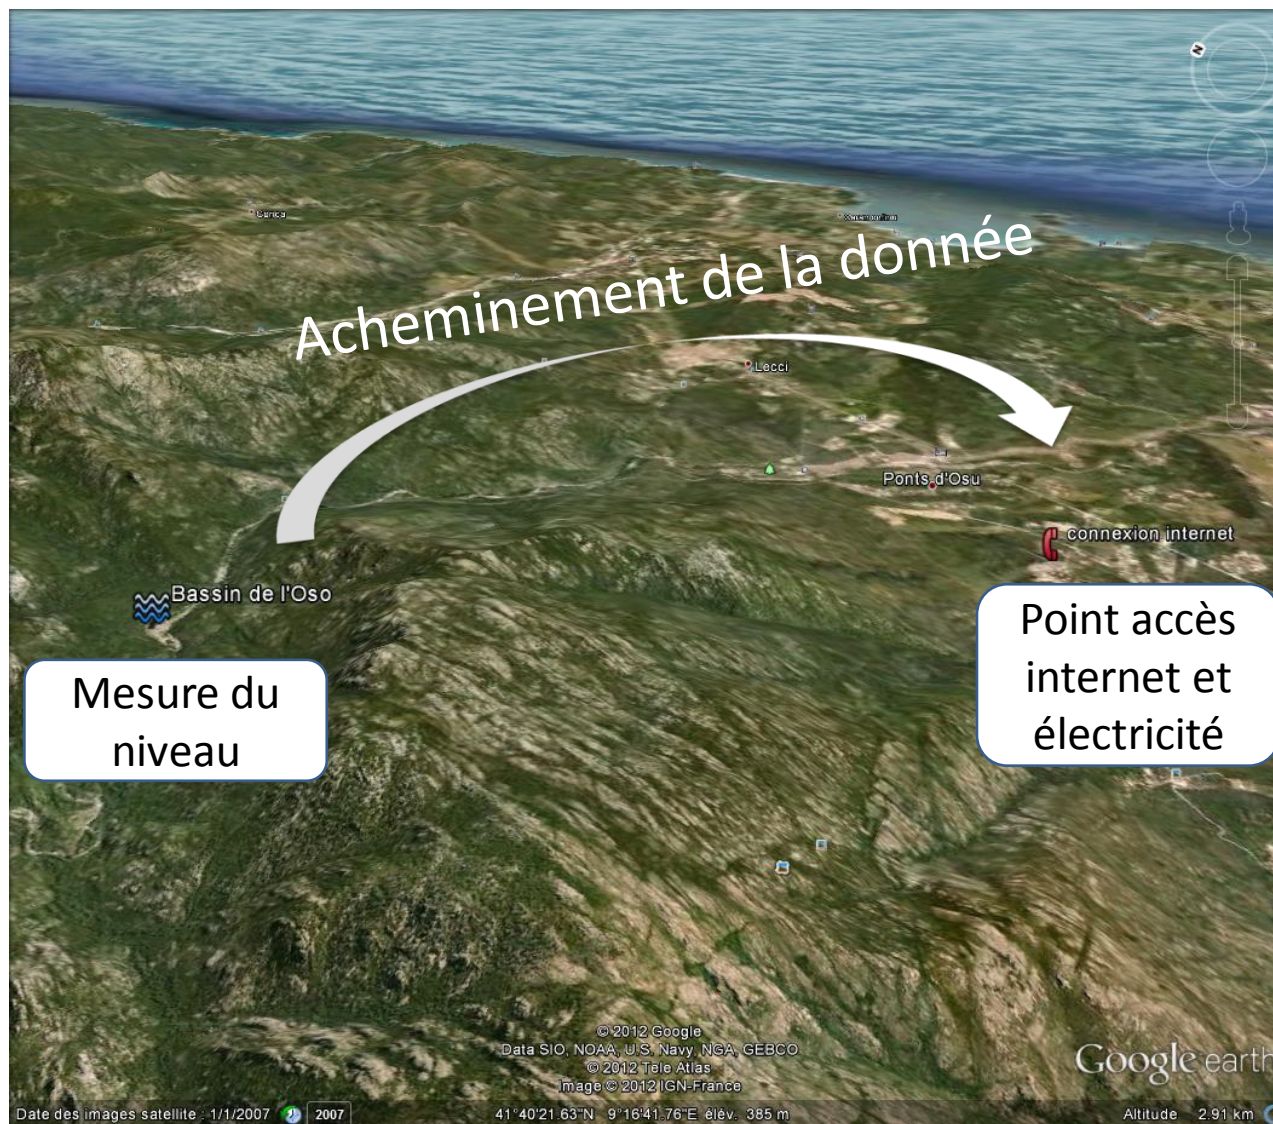 N
Conca
Acheminement de la donnée
Lecci
Ponts d'Osu
connexion internet
Bassin de l'Oso
Point accès
internet et
électricité
Mesure du
niveau
© 2012 Google
Data SIO, NOAA, U.S. Navy, NGA, GEBCO
© 2012 Tele Atlas
Image © 2012 IGN-France
Google earth
Date des images satellite : 1/1/2007
2007
41°40'21.63"N 9°16'41.76"E élév. 385 m
Altitude 2.91 km